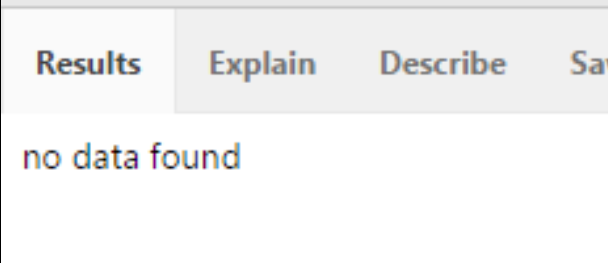 Results Explain Describe
no data found